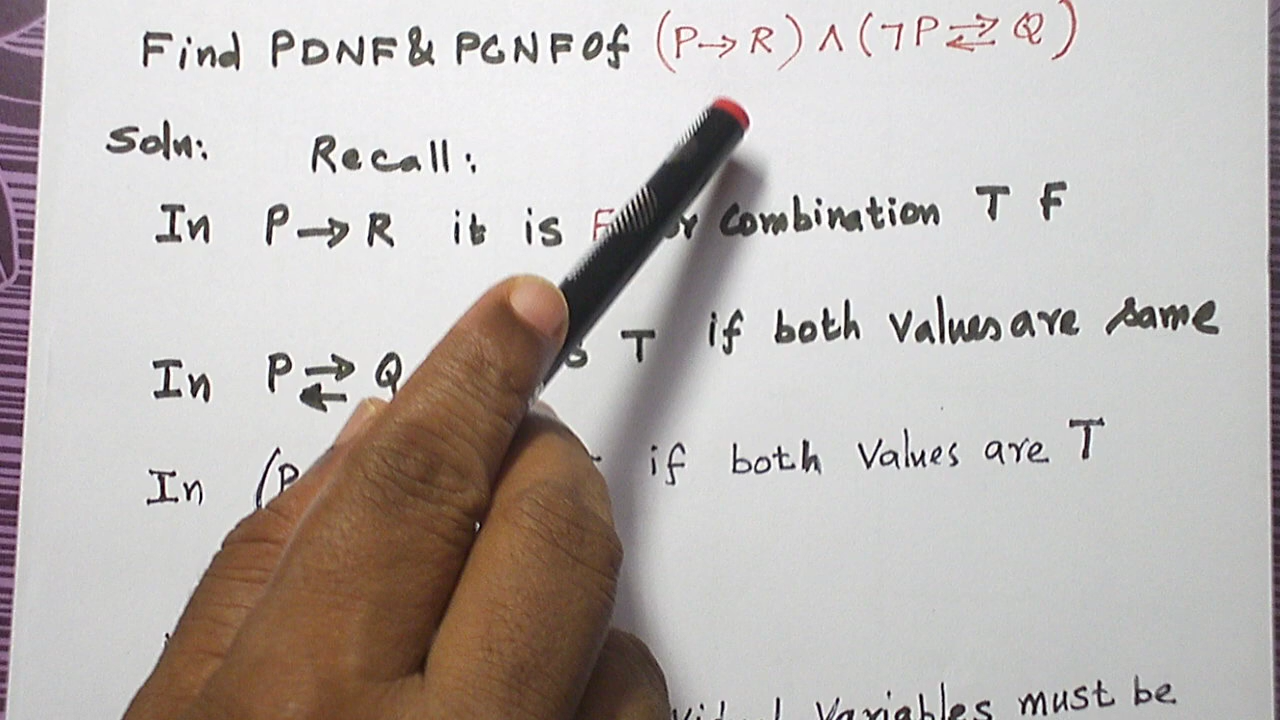 Find PDNF & PCNF Of (P→R) ∧ (¬P⇄Q)
Soln: Recall:
In P→R it is F combination T F
In P⇄Q T if both values are same
In (P if both values are T
Variables must be